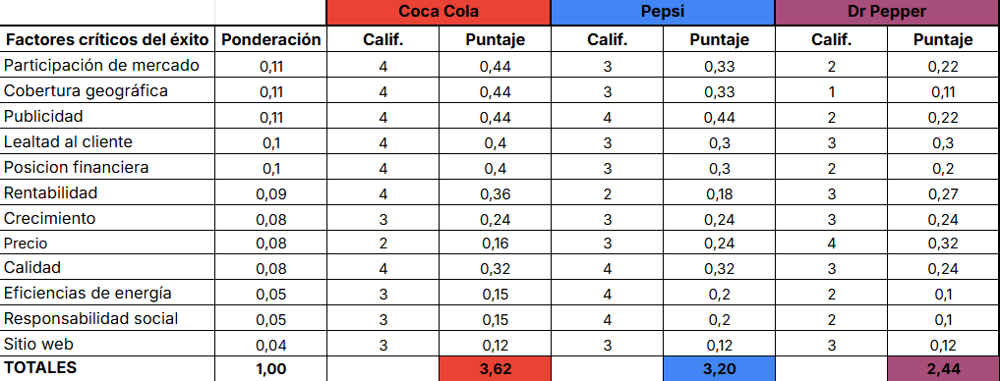 Coca Cola Pepsi Dr Pepper
Factores críticos del éxito Ponderación Calif. Puntaje Calif. Puntaje Calif. Puntaje
Participación de mercado 0,11 4 0,44 3 0,33 2 0,22
Cobertura geográfica 0,11 4 0,44 3 0,33 1 0,11
Publicidad 0,11 4 0,44 4 0,44 2 0,22
Lealtad al cliente 0,1 4 0,4 3 0,3 3 0,3
Posicion financiera 0,1 4 0,4 3 0,3 2 0,2
Rentabilidad 0,09 4 0,36 2 0,18 3 0,27
Crecimiento 0,08 3 0,24 3 0,24 3 0,24
Precio 0,08 2 0,16 3 0,24 4 0,32
Calidad 0,08 4 0,32 4 0,32 3 0,24
Eficiencias de energía 0,05 3 0,15 4 0,2 2 0,1
Responsabilidad social 0,05 3 0,15 4 0,2 2 0,1
Sitio web 0,04 3 0,12 3 0,12 3 0,12
TOTALES 1,00 3,62 3,20 2,44